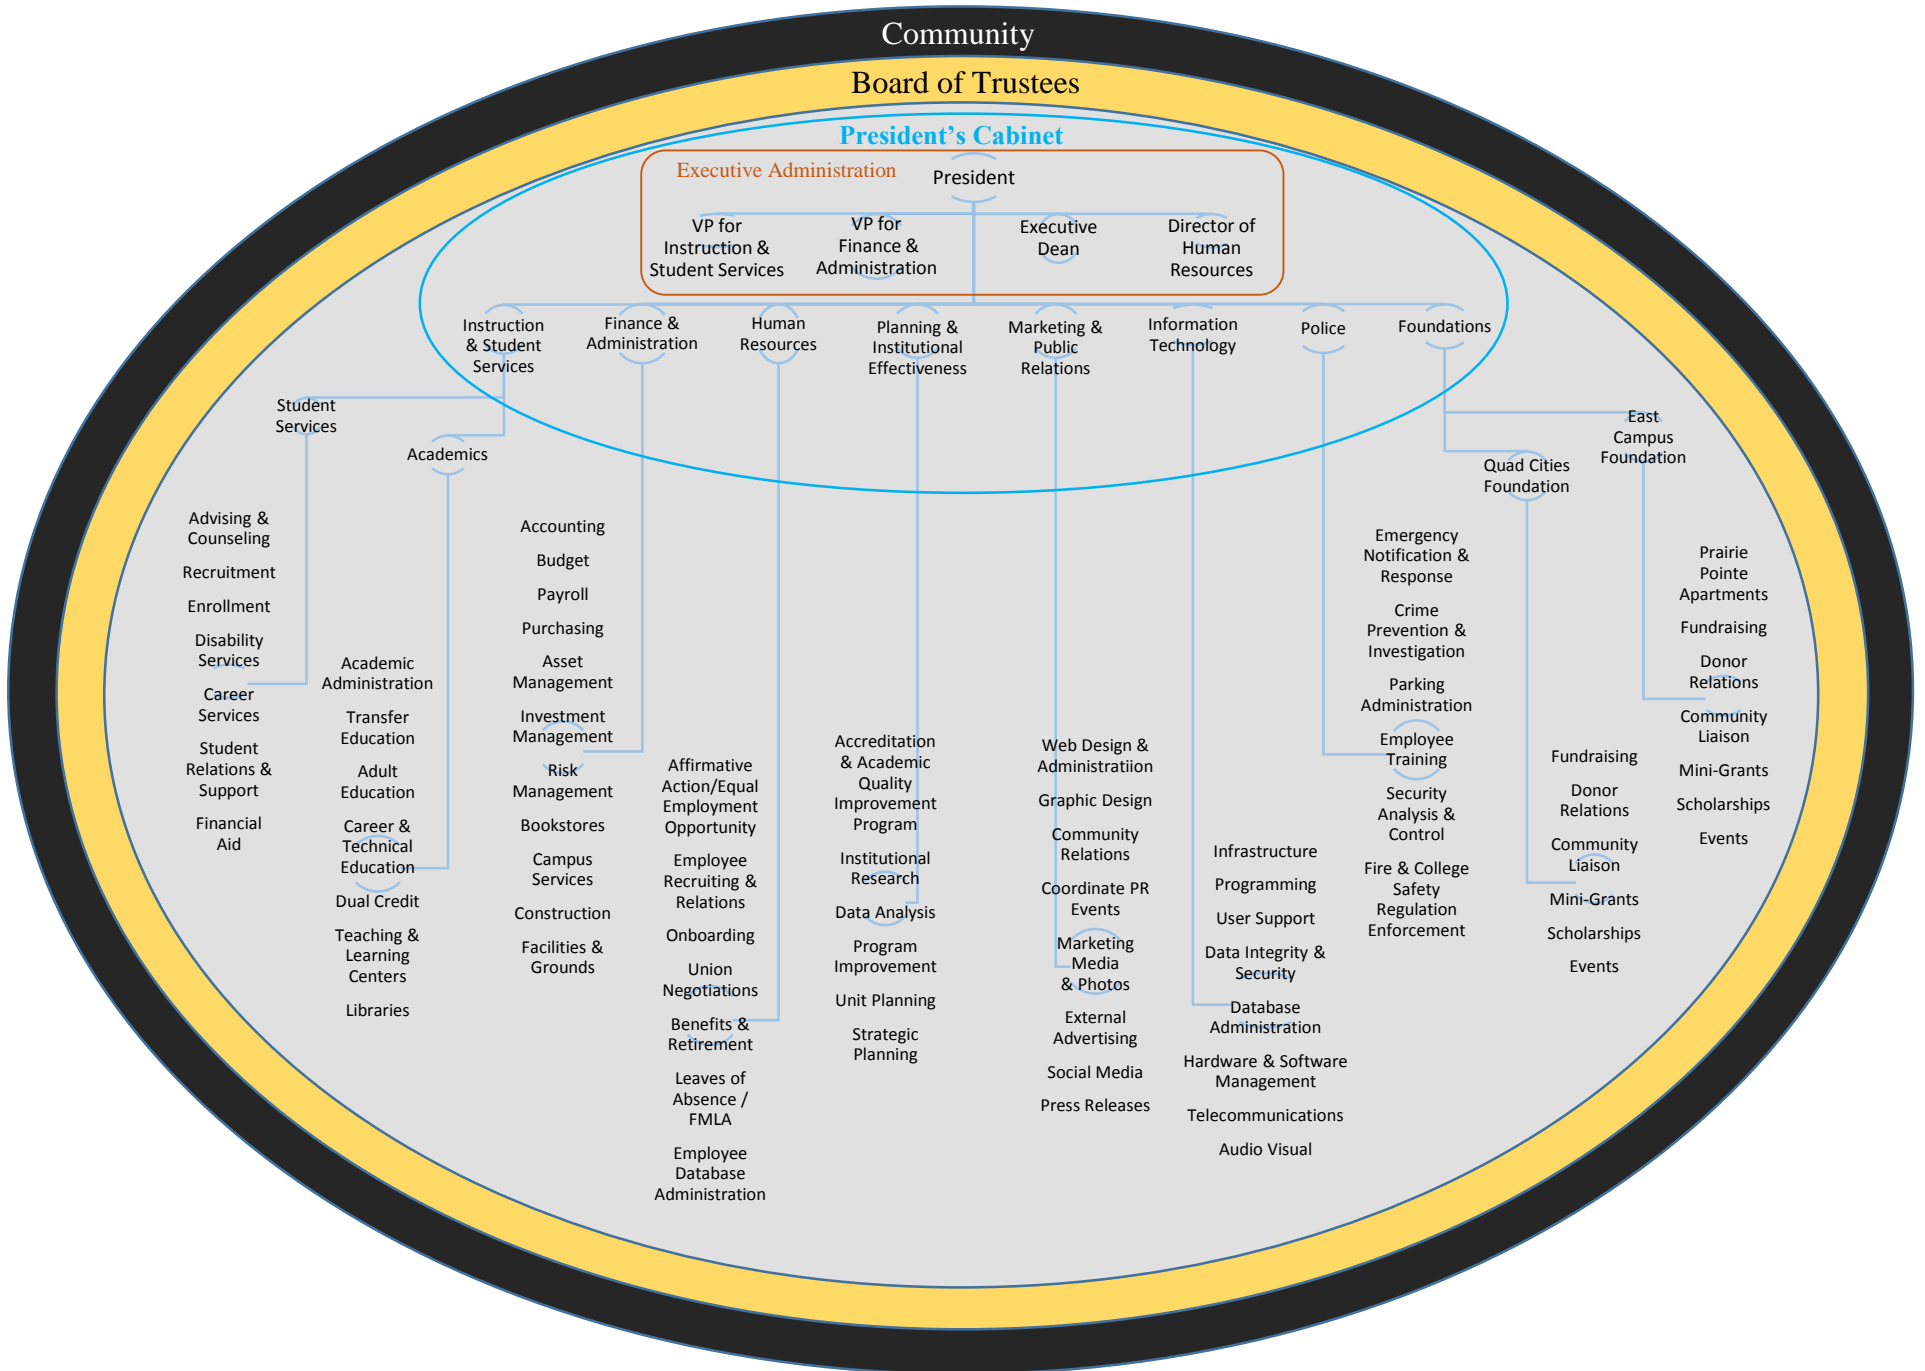 Community
Board of Trustees
President's Cabinet
Executive Administration
President
VP for
Instruction &
Student Services
VP for
Finance &
Administration
Executive
Dean
Director of
Human
Resources
Instruction
& Student
Services
Finance &
Administration
Human
Resources
Planning &
Institutional
Effectiveness
Marketing &
Public
Relations
Information
Technology
Police
Foundations
Student
Services
Academics
East
Campus
Foundation
Quad Cities
Foundation
Advising &
Counseling
Recruitment
Enrollment
Disability
Services
Career
Services
Student
Relations &
Support
Financial
Aid
Academic
Administration
Transfer
Education
Adult
Education
Career &
Technical
Education
Dual Credit
Teaching &
Learning
Centers
Libraries
Accounting
Budget
Payroll
Purchasing
Asset
Management
Investment
Management
Risk
Management
Bookstores
Campus
Services
Construction
Facilities &
Grounds
Affirmative
Action/Equal
Employment
Opportunity
Employee
Recruiting &
Relations
Onboarding
Union
Negotiations
Benefits &
Retirement
Leaves of
Absence /
FMLA
Employee
Database
Administration
Accreditation
& Academic
Quality
Improvement
Program
Institutional
Research
Data Analysis
Program
Improvement
Unit Planning
Strategic
Planning
Web Design &
Administratiion
Graphic Design
Community
Relations
Coordinate PR
Events
Marketing
Media
& Photos
External
Advertising
Social Media
Press Releases
Infrastructure
Programming
User Support
Data Integrity &
Security
Database
Administration
Hardware & Software
Management
Telecommunications
Audio Visual
Emergency
Notification &
Response
Crime
Prevention &
Investigation
Parking
Administration
Employee
Training
Security
Analysis &
Control
Fire & College
Safety
Regulation
Enforcement
Fundraising
Donor
Relations
Community
Liaison
Mini-Grants
Scholarships
Events
Prairie
Pointe
Apartments
Fundraising
Donor
Relations
Community
Liaison
Mini-Grants
Scholarships
Events